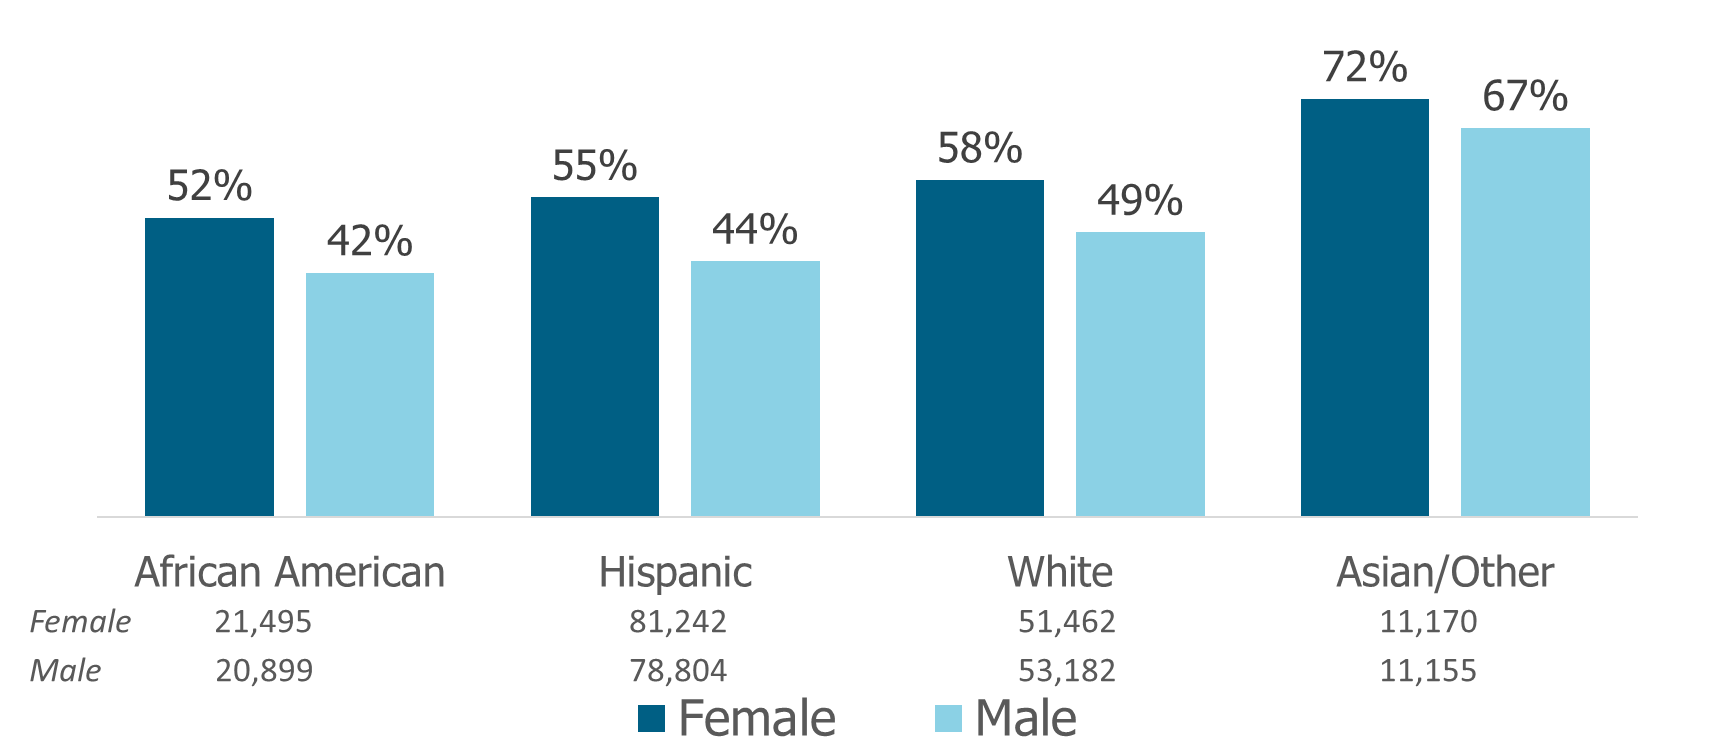 72%
67%
58%
55%
52%
49%
44%
42%
African American Hispanic White Asian/Other
Female 21,495 81,242 51,462 11,170
Male 20,899 78,804 53,182 11,155
Female Male